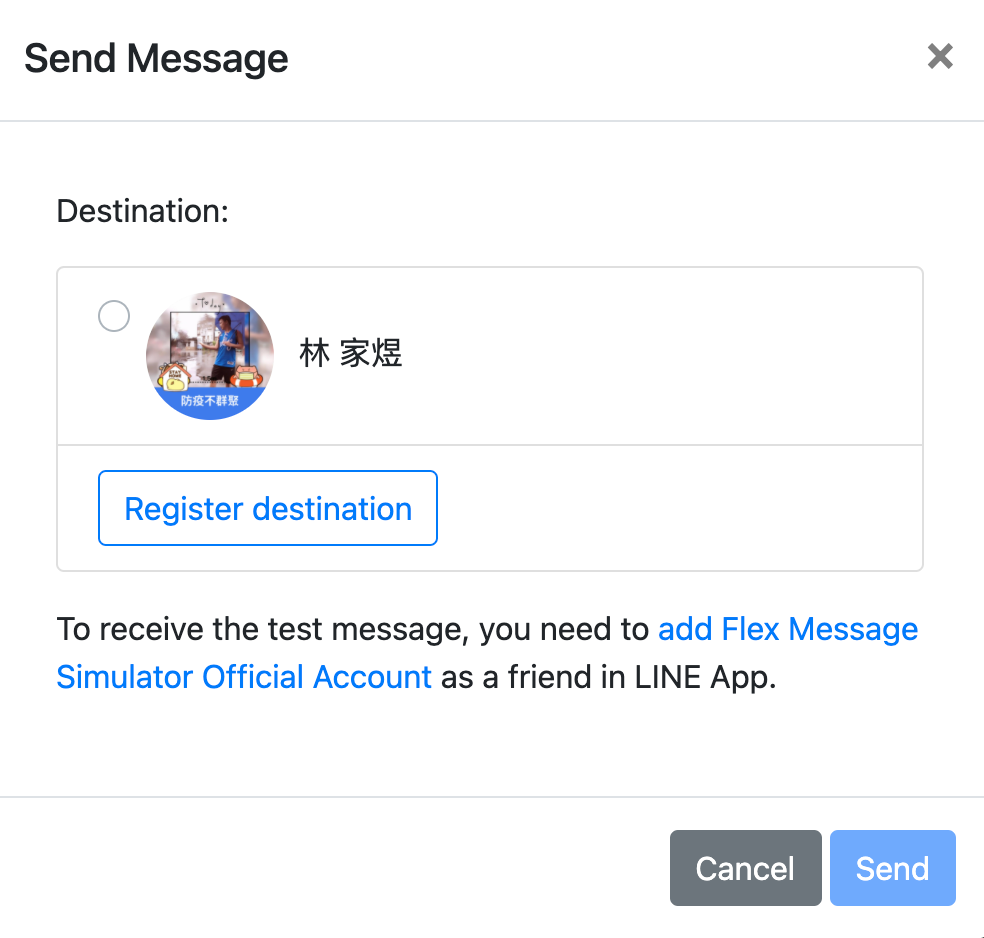 Send Message
Destination:
Today
STAY
HOME
林 家煜
防疫不群聚
Register destination
To receive the test message, you need to add Flex Message
Simulator Official Account as a friend in LINE App.
Cancel
Send